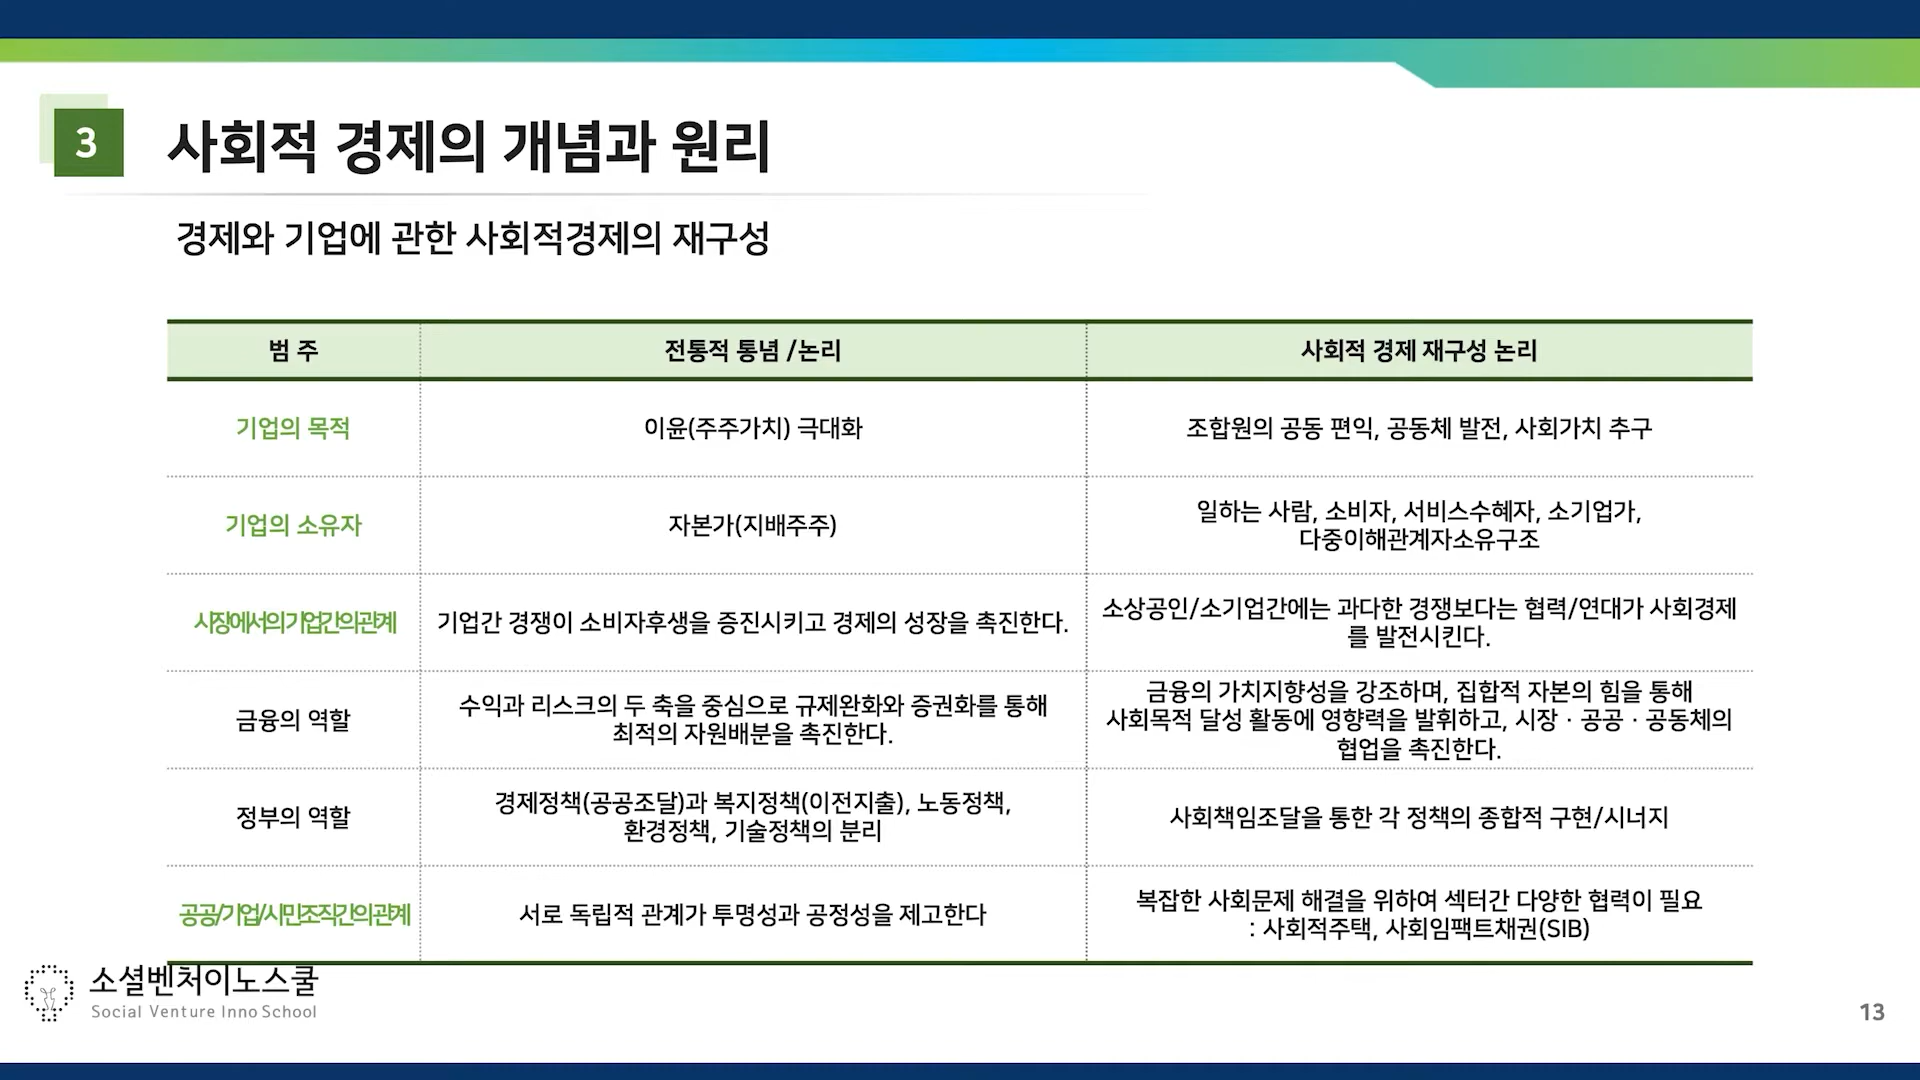 3
사회적 경제의 개념과 원리
경제와 기업에 관한 사회적경제의 재구성
범 주
전통적 통념 /논리
사회적 경제 재구성 논리
기업의 목적
이윤(주주가치) 극대화
조합원의 공동 편익, 공동체 발전, 사회가치 추구
기업의 소유자
자본가(지배주주)
일하는 사람, 소비자, 서비스수혜자, 소기업가,
다중이해관계자소유구조
시장에서의기업간의관계
기업간 경쟁이 소비자후생을 증진시키고 경제의 성장을 촉진한다.
소상공인/소기업간에는 과다한 경쟁보다는 협력/연대가 사회경제
를 발전시킨다.
금융의 역할
수익과 리스크의 두 축을 중심으로 규제완화와 증권화를 통해
최적의 자원배분을 촉진한다.
금융의 가치지향성을 강조하며, 집합적 자본의 힘을 통해
사회목적 달성 활동에 영향력을 발휘하고, 시장 · 공공 · 공동체의
협업을 촉진한다.
정부의 역할
경제정책(공공조달)과 복지정책(이전지출), 노동정책,
환경정책, 기술정책의 분리
사회책임조달을 통한 각 정책의 종합적 구현/시너지
공공/기업/시민조직간의관계
서로 독립적 관계가 투명성과 공정성을 제고한다
복잡한 사회문제 해결을 위하여 섹터간 다양한 협력이 필요
: 사회적주택, 사회임팩트채권(SIB)
소셜벤처이노스쿨
Social Venture Inno School
13